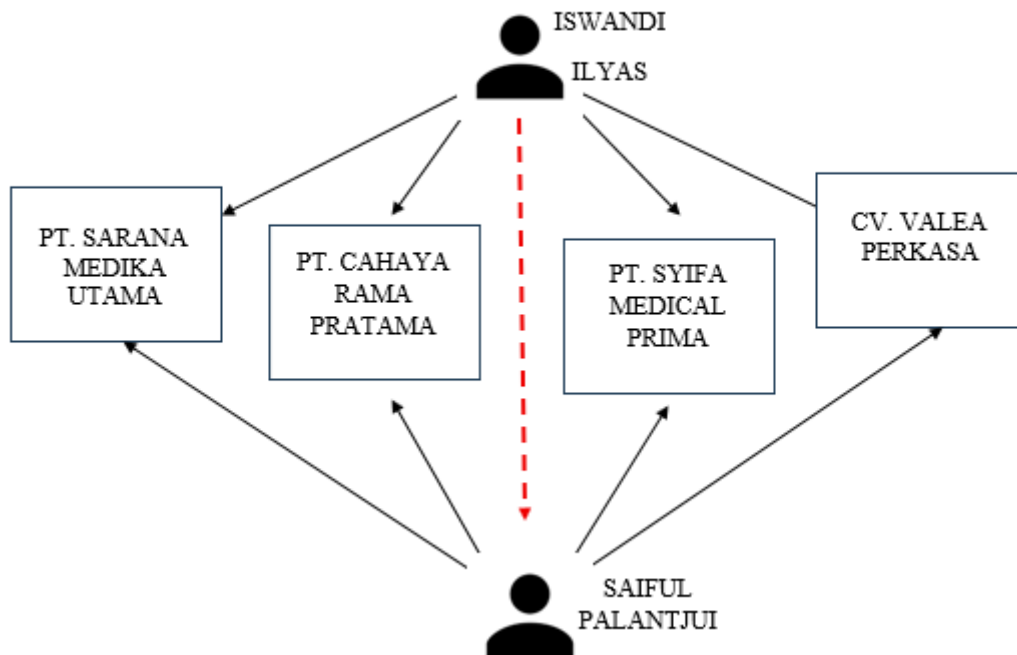 ISWANDI
ILYAS
PT. SARANA
MEDIKA
UTAMA
PT. CAHAYA
RAMA
PRATAMA
PT. SYIFA
MEDICAL
PRIMA
CV. VALEA
PERKASA
SAIFUL
PALANTJUI